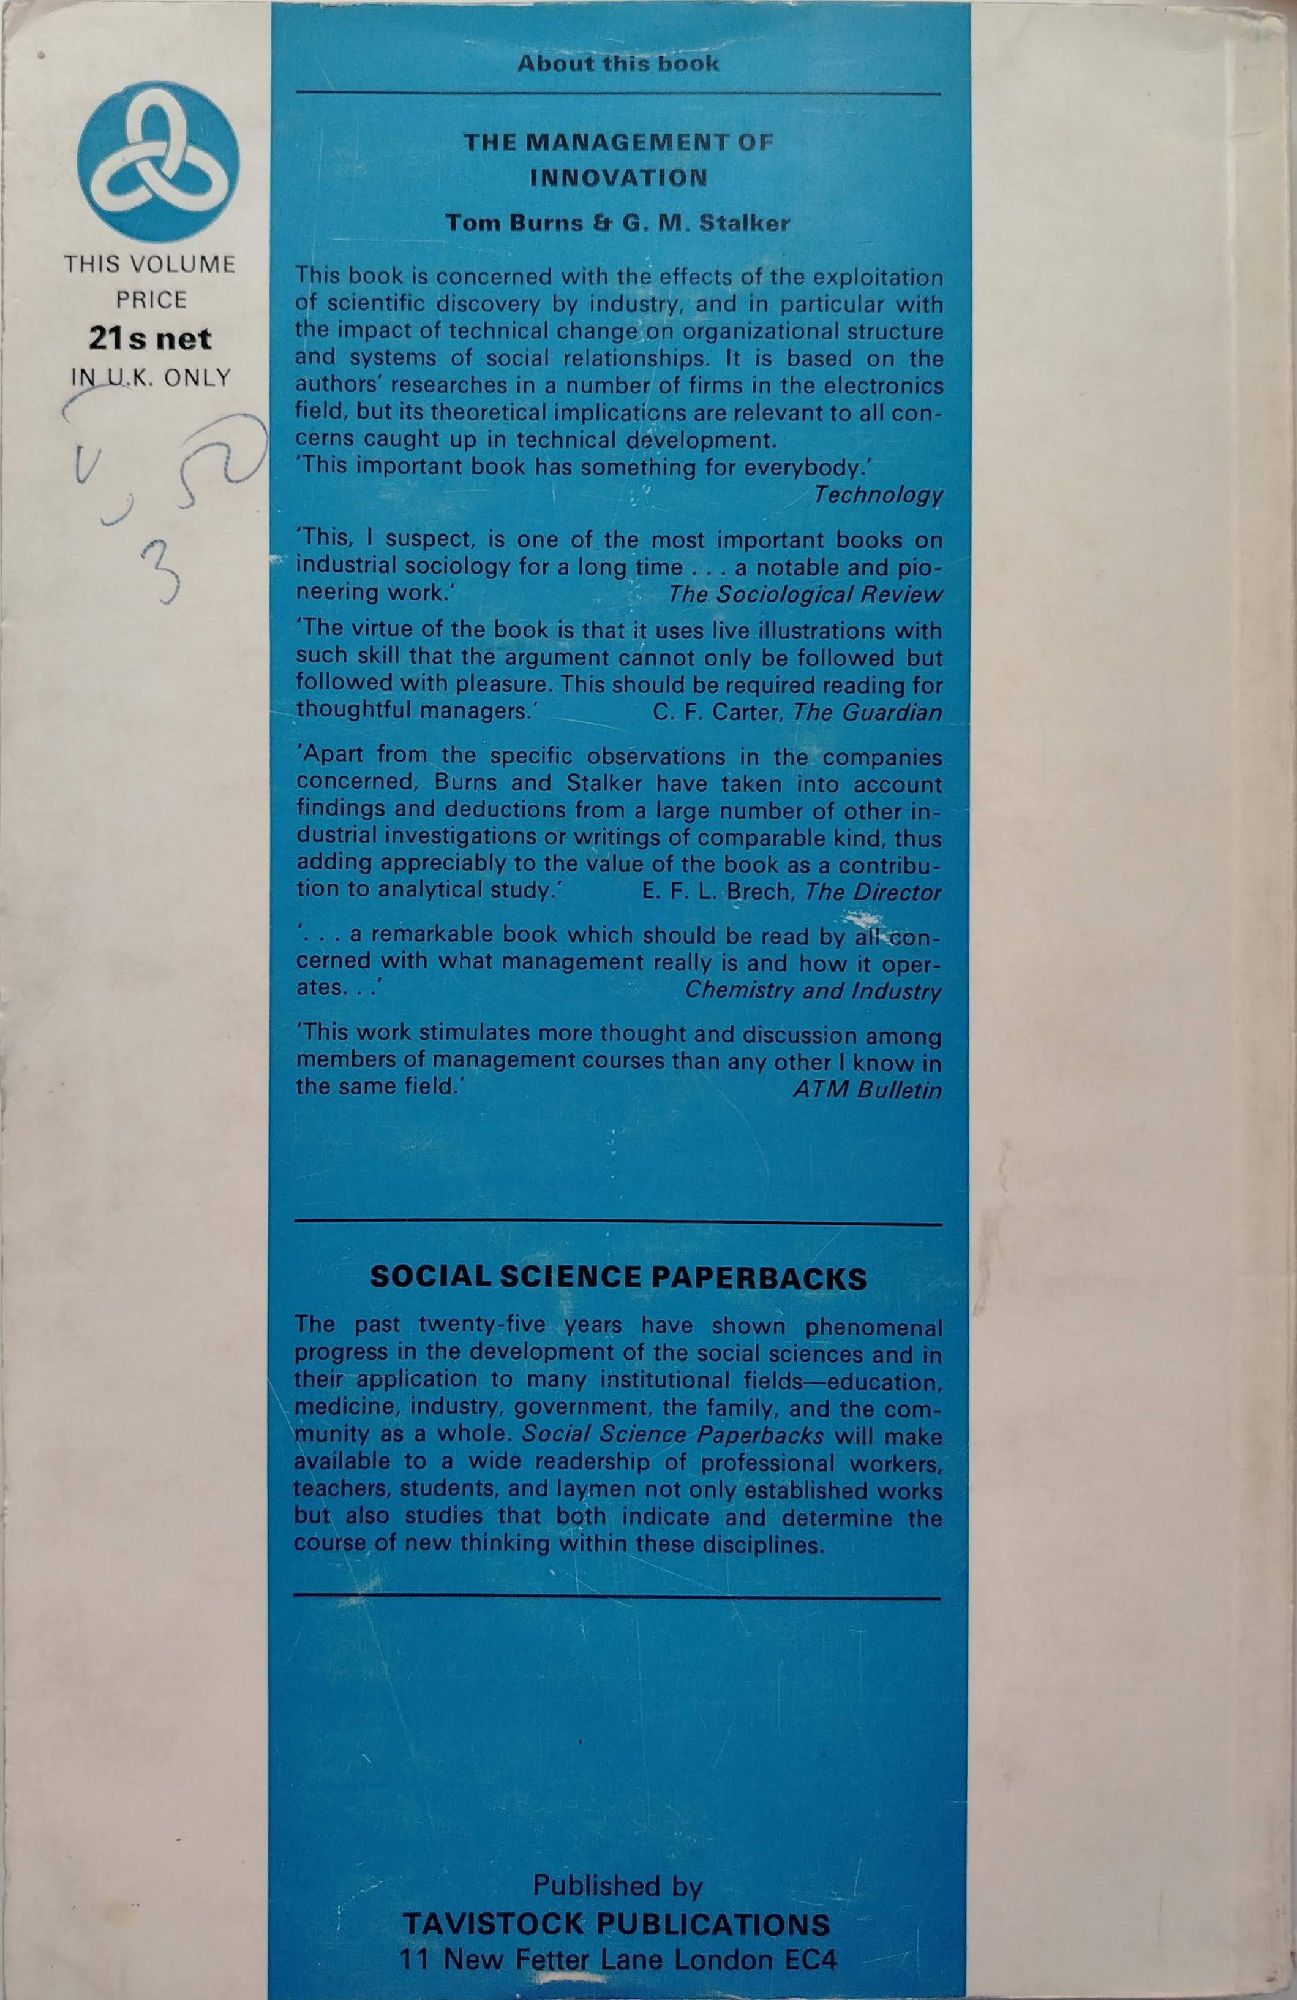 About this book
THE MANAGEMENT OF
INNOVATION
Tom Burns & G. M. Stalker
THIS VOLUME
PRICE
21s net
IN U.K. ONLY
50
3
This book is concerned with the effects of the exploitation
of scientific discovery by industry, and in particular with
the impact of technical change on organizational structure
and systems of social relationships. It is based on the
authors' researches in a number of firms in the electronics
field, but its theoretical implications are relevant to all con-
cerns caught up in technical development.
'This important book has something for everybody.'
Technology
'This, I suspect, is one of the most important books on
industrial sociology for a long time . . . a notable and pio-
neering work.' The Sociological Review
'The virtue of the book is that it uses live illustrations with
such skill that the argument cannot only be followed but
followed with pleasure. This should be required reading for
thoughtful managers.' C. F. Carter, The Guardian
'Apart from the specific observations in the companies
concerned, Burns and Stalker have taken into account
findings and deductions from a large number of other in-
dustrial investigations or writings of comparable kind, thus
adding appreciably to the value of the book as a contribu-
tion to analytical study.' E. F. L. Brech, The Director
'. . . a remarkable book which should be read by all con-
cerned with what management really is and how it oper-
ates. . .' Chemistry and Industry
'This work stimulates more thought and discussion among
members of management courses than any other I know in
the same field.' ATM Bulletin
SOCIAL SCIENCE PAPERBACKS
The past twenty-five years have shown phenomenal
progress in the development of the social sciences and in
their application to many institutional fields—education,
medicine, industry, government, the family, and the com-
munity as a whole. Social Science Paperbacks will make
available to a wide readership of professional workers,
teachers, students, and laymen not only established works
but also studies that both indicate and determine the
course of new thinking within these disciplines.
Published by
TAVISTOCK PUBLICATIONS
11 New Fetter Lane London EC4